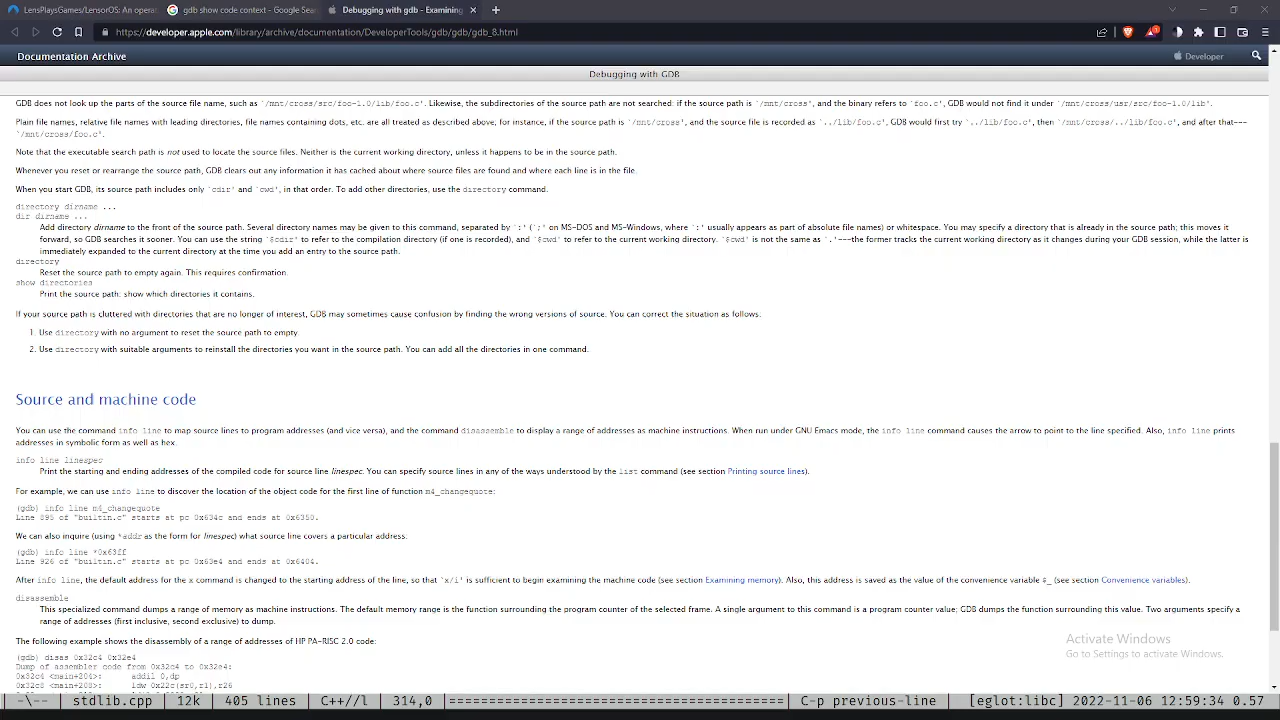 LensPlaysGames/LensorOS: An operat
gdb show code context - Google Sear
Debugging with gdb - Examining
https://developer.apple.com/library/archive/documentation/DeveloperTools/gdb/gdb/gdb_8.html
Documentation Archive
Developer
Debugging with GDB
GDB does not look up the parts of the source file name, such as `/mnt/cross/src/foo-1.0/lib/foo.c'. Likewise, the subdirectories of the source path are not searched: if the source path is `/mnt/cross', and the binary refers to `foo.c', GDB would not find it under `/mnt/cross/usr/src/foo-1.0/lib'.
Plain file names, relative file names with leading directories, file names containing dots, etc. are all treated as described above; for instance, if the source path is `/mnt/cross', and the source file is recorded as `../lib/foo.c', GDB would first try `../lib/foo.c', then `/mnt/cross/../lib/foo.c', and after that---
`/mnt/cross/foo.c'.
Note that the executable search path is not used to locate the source files. Neither is the current working directory, unless it happens to be in the source path.
Whenever you reset or rearrange the source path, GDB clears out any information it has cached about where source files are found and where each line is in the file.
When you start GDB, its source path includes only `cdir' and `cwd', in that order. To add other directories, use the directory command.
directory dirname ...
dir dirname ...
Add directory dirname to the front of the source path. Several directory names may be given to this command, separated by `:' (`;' on MS-DOS and MS-Windows, where `:' usually appears as part of absolute file names) or whitespace. You may specify a directory that is already in the source path; this moves it
forward, so GDB searches it sooner. You can use the string `$cdir' to refer to the compilation directory (if one is recorded), and `$cwd' to refer to the current working directory. `$cwd' is not the same as `.'---the former tracks the current working directory as it changes during your GDB session, while the latter is
immediately expanded to the current directory at the time you add an entry to the source path.
directory
Reset the source path to empty again. This requires confirmation.
show directories
Print the source path: show which directories it contains.
If your source path is cluttered with directories that are no longer of interest, GDB may sometimes cause confusion by finding the wrong versions of source. You can correct the situation as follows:
1. Use directory with no argument to reset the source path to empty.
2. Use directory with suitable arguments to reinstall the directories you want in the source path. You can add all the directories in one command.
Source and machine code
You can use the command info line to map source lines to program addresses (and vice versa), and the command disassemble to display a range of addresses as machine instructions. When run under GNU Emacs mode, the info line command causes the arrow to point to the line specified. Also, info line prints
addresses in symbolic form as well as hex.
info line linespec
Print the starting and ending addresses of the compiled code for source line linespec. You can specify source lines in any of the ways understood by the list command (see section Printing source lines).
For example, we can use info line to discover the location of the object code for the first line of function m4_changequote:
(gdb) info line m4_changequote
Line 895 of "builtin.c" starts at pc 0x634c and ends at 0x6350.
We can also inquire (using *addr as the form for linespec) what source line covers a particular address:
(gdb) info line *0x63ff
Line 926 of "builtin.c" starts at pc 0x63e4 and ends at 0x6404.
After info line, the default address for the x command is changed to the starting address of the line, so that `x/i' is sufficient to begin examining the machine code (see section Examining memory). Also, this address is saved as the value of the convenience variable $_ (see section Convenience variables).
disassemble
This specialized command dumps a range of memory as machine instructions. The default memory range is the function surrounding the program counter of the selected frame. A single argument to this command is a program counter value; GDB dumps the function surrounding this value. Two arguments specify a
range of addresses (first inclusive, second exclusive) to dump.
The following example shows the disassembly of a range of addresses of HP PA-RISC 2.0 code:
(gdb) disas 0x32c4 0x32e4
Dump of assembler code from 0x32c4 to 0x32e4:
0x32c4 <main+204>: addil 0,dp
0x32c8 <main+208>: ldw 0x22c(sr0,r1),r26
Activate Windows
Go to Settings to activate Windows.
-\-- stdlib.cpp 12k 405 lines C++//l 314,0 ======================================== C-p previous-line [eglot:libc] 2022-11-06 12:59:34 0.57